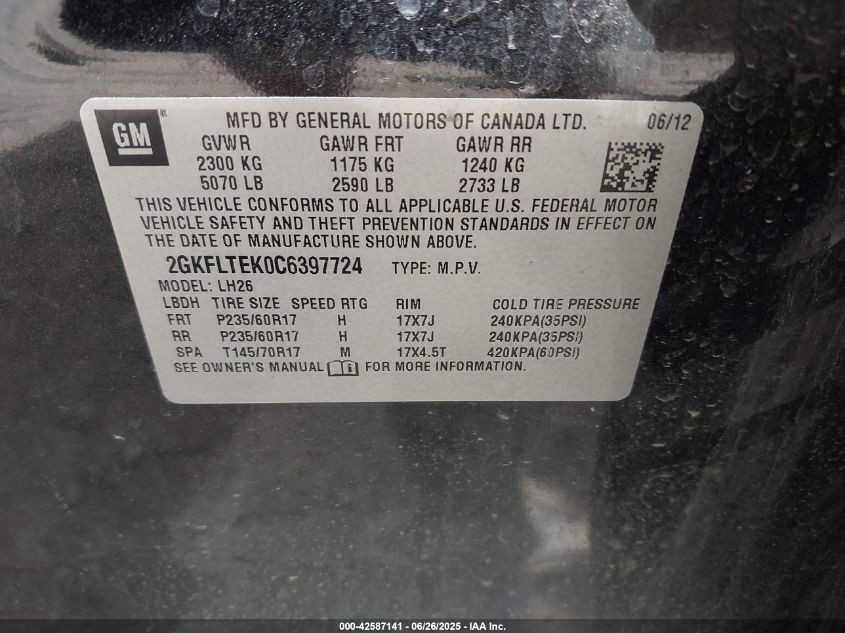 GM ®
MFD BY GENERAL MOTORS OF CANADA LTD. 06/12
GVWR GAWR FRT GAWR RR
2300 KG 1175 KG 1240 KG
5070 LB 2590 LB 2733 LB
THIS VEHICLE CONFORMS TO ALL APPLICABLE U.S. FEDERAL MOTOR
VEHICLE SAFETY AND THEFT PREVENTION STANDARDS IN EFFECT ON
THE DATE OF MANUFACTURE SHOWN ABOVE.
2GKFLTEK0C6397724 TYPE: M.P.V.
MODEL: LH26
LBDH TIRE SIZE SPEED RTG RIM COLD TIRE PRESSURE
FRT P235/60R17 H 17X7J 240KPA(35PSI)
RR P235/60R17 H 17X7J 240KPA(35PSI)
SPA T145/70R17 M 17X4.5T 420KPA(60PSI)
SEE OWNER'S MANUAL FOR MORE INFORMATION.
000-42587141 - 06/26/2025 - IAA Inc.